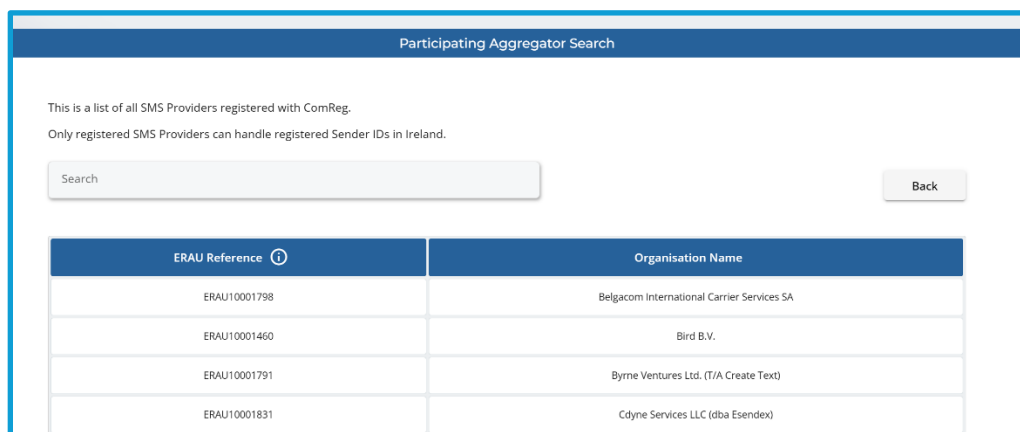 Participating Aggregator Search
This is a list of all SMS Providers registered with ComReg.
Only registered SMS Providers can handle registered Sender IDs in Ireland.
Search
Back
ERAU Reference Organisation Name
ERAU10001798 Belgacom International Carrier Services SA
ERAU10001460 Bird B.V.
ERAU10001791 Byrne Ventures Ltd. (T/A Create Text)
ERAU10001831 Cdyne Services LLC (dba Esendex)